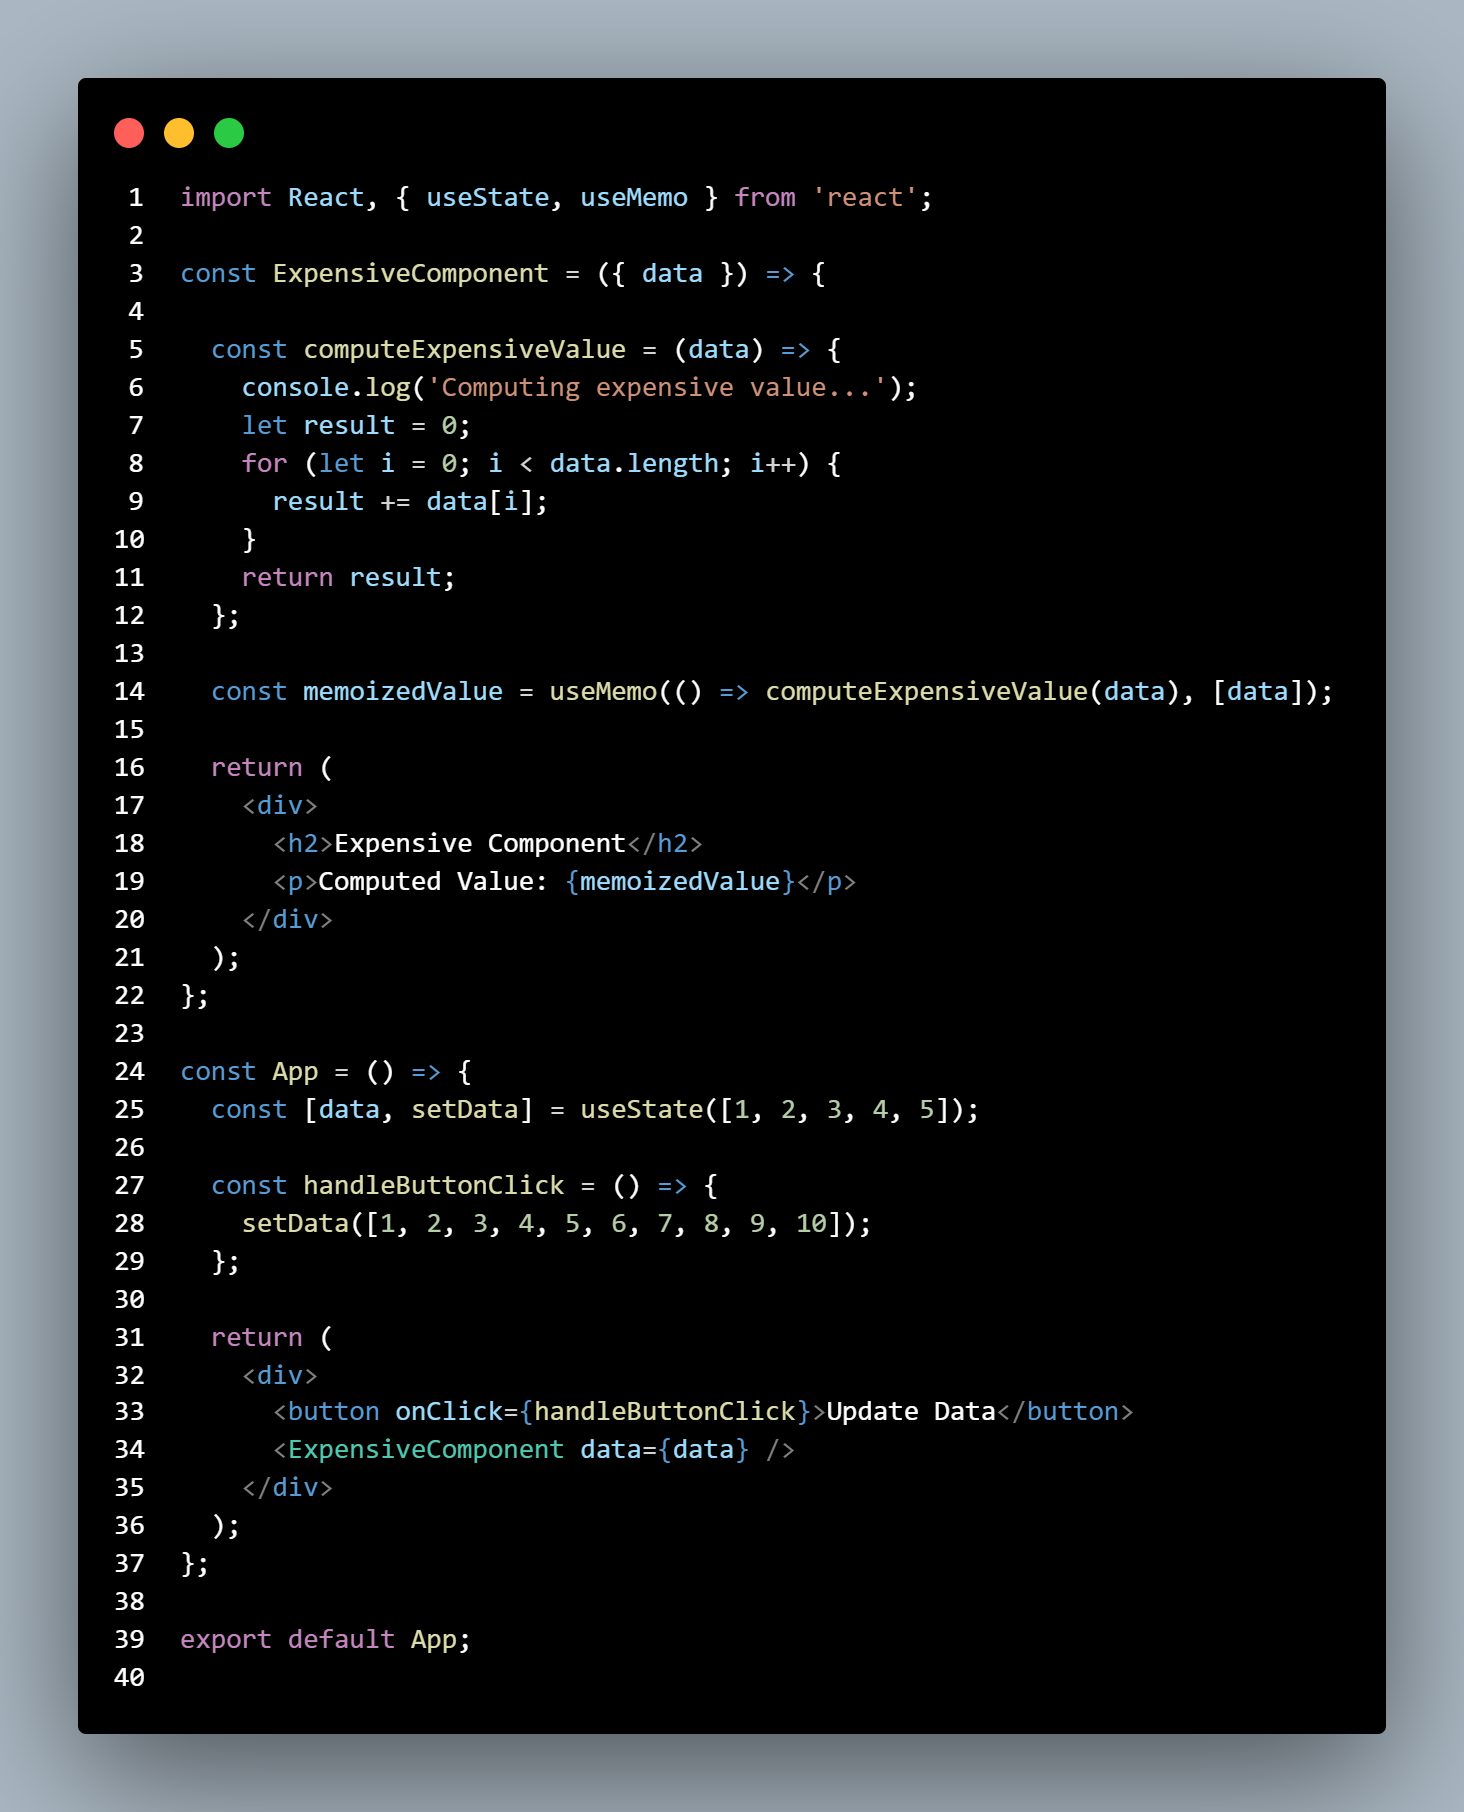 1 import React, { useState, useMemo } from 'react';
2
3 const ExpensiveComponent = ({ data }) => {
4
5   const computeExpensiveValue = (data) => {
6     console.log('Computing expensive value...');
7     let result = 0;
8     for (let i = 0; i < data.length; i++) {
9       result += data[i];
10     }
11     return result;
12   };
13
14   const memoizedValue = useMemo(() => computeExpensiveValue(data), [data]);
15
16   return (
17     <div>
18       <h2>Expensive Component</h2>
19       <p>Computed Value: {memoizedValue}</p>
20     </div>
21   );
22 };
23
24 const App = () => {
25   const [data, setData] = useState([1, 2, 3, 4, 5]);
26
27   const handleButtonClick = () => {
28     setData([1, 2, 3, 4, 5, 6, 7, 8, 9, 10]);
29   };
30
31   return (
32     <div>
33       <button onClick={handleButtonClick}>Update Data</button>
34       <ExpensiveComponent data={data} />
35     </div>
36   );
37 };
38
39 export default App;
40